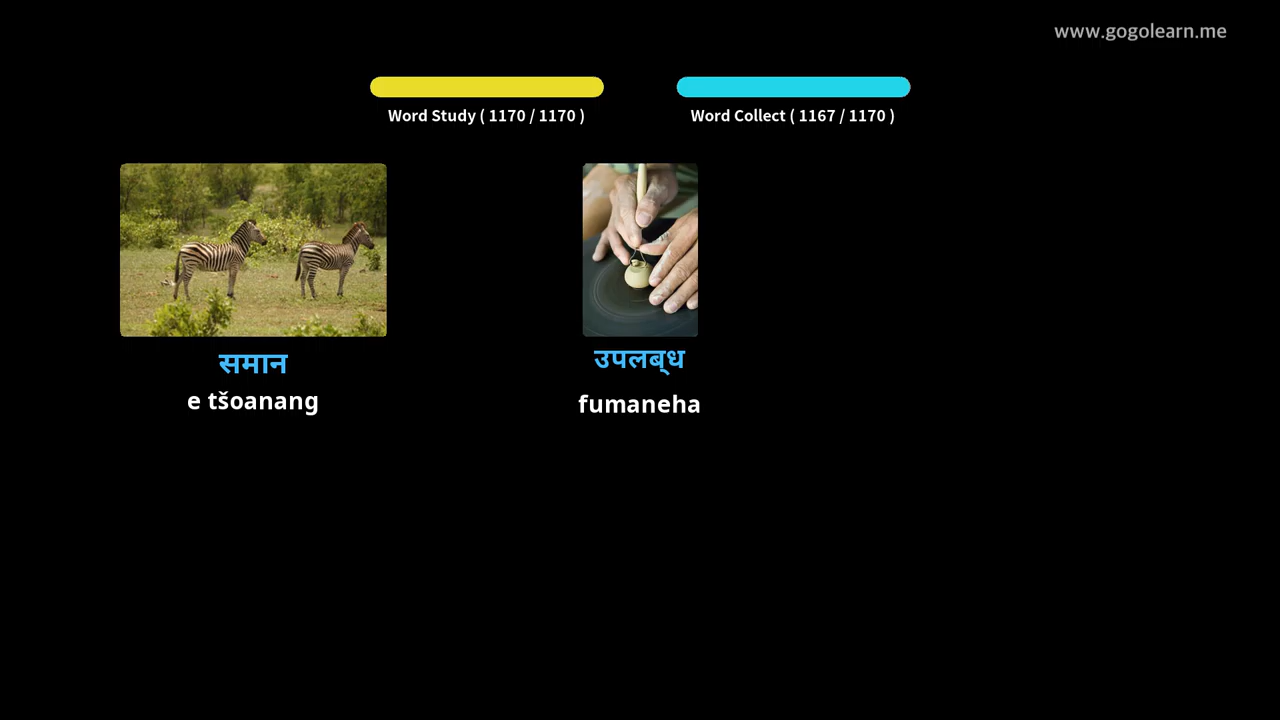 www.gogolearn.me
Word Study ( 1170 / 1170 )
Word Collect ( 1167 / 1170 )
समान
e tšoanang
उपलब्ध
fumaneha